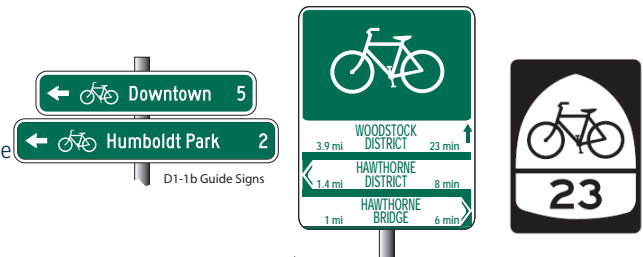 Downtown 5
Humboldt Park 2
e
D1-1b Guide Signs
WOODSTOCK
3.9 mi DISTRICT 23 min
HAWTHORNE
1.4 mi DISTRICT 8 min
HAWTHORNE
1 mi BRIDGE 6 min
23